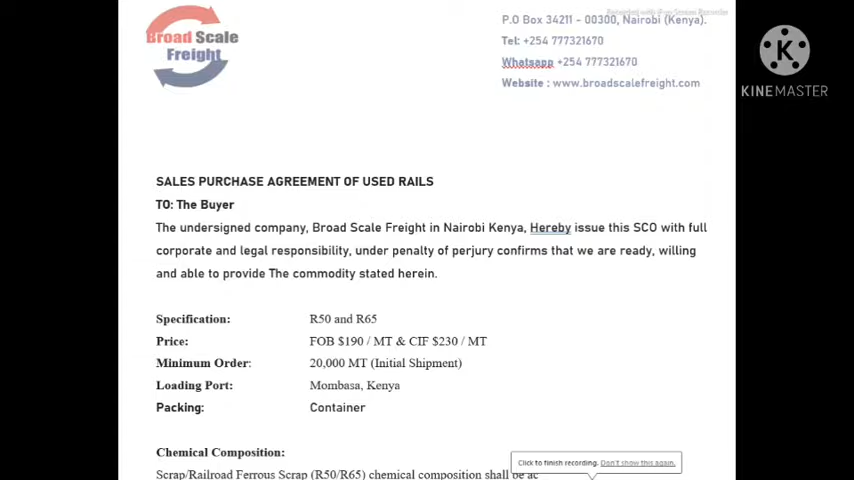 Broad Scale
Freight
P.O Box 34211 - 00300, Nairobi (Kenya).
Tel: +254 777321670
Whatsapp +254 777321670
Website : www.broadscalefreight.com
K
KINEMASTER
SALES PURCHASE AGREEMENT OF USED RAILS
TO: The Buyer
The undersigned company, Broad Scale Freight in Nairobi Kenya, Hereby issue this SCO with full
corporate and legal responsibility, under penalty of perjury confirms that we are ready, willing
and able to provide The commodity stated herein.
Specification: R50 and R65
Price: FOB $190 / MT & CIF $230 / MT
Minimum Order: 20,000 MT (Initial Shipment)
Loading Port: Mombasa, Kenya
Packing: Container
Chemical Composition:
Scrap/Railroad Ferrous Scrap (R50/R65) chemical composition shall be ac
Click to finish recording. Don't show this again.